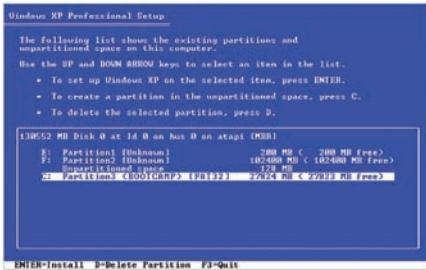 Windows XP Professional Setup
The following list shows the existing partitions and
unpartitioned space on this computer.
Use the UP and DOWN ARROW keys to select an item in the list.
• To set up Windows XP on the selected item, press ENTER.
• To create a partition in the unpartitioned space, press C.
• To delete the selected partition, press D.
130552 MB Disk 0 at Id 0 on bus 0 on atapi [MBR]
E: Partition1 [Unknown] 200 MB ( 200 MB free)
F: Partition2 [Unknown] 102400 MB ( 102400 MB free)
Unpartitioned space 128 MB
C: Partition3 (BOOTCAMP) [FAT32] 27824 MB ( 27823 MB free)
ENTER=Install D=Delete Partition F3=Quit